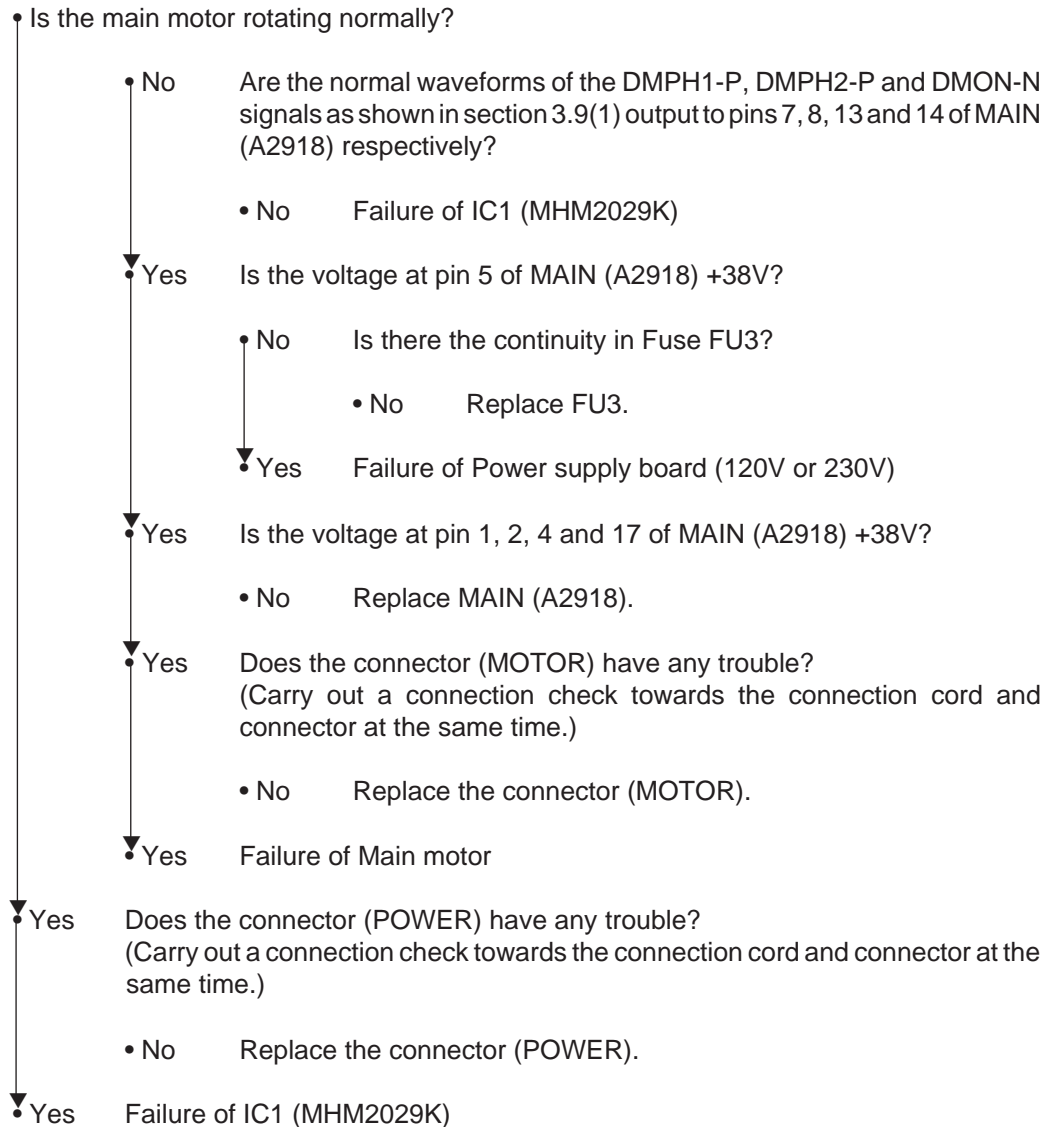 • Is the main motor rotating normally?
• No Are the normal waveforms of the DMPH1-P, DMPH2-P and DMON-N
signals as shown in section 3.9(1) output to pins 7, 8, 13 and 14 of MAIN
(A2918) respectively?
• No Failure of IC1 (MHM2029K)
• Yes Is the voltage at pin 5 of MAIN (A2918) +38V?
• No Is there the continuity in Fuse FU3?
• No Replace FU3.
• Yes Failure of Power supply board (120V or 230V)
• Yes Is the voltage at pin 1, 2, 4 and 17 of MAIN (A2918) +38V?
• No Replace MAIN (A2918).
• Yes Does the connector (MOTOR) have any trouble?
(Carry out a connection check towards the connection cord and
connector at the same time.)
• No Replace the connector (MOTOR).
• Yes Failure of Main motor
• Yes Does the connector (POWER) have any trouble?
(Carry out a connection check towards the connection cord and connector at the
same time.)
• No Replace the connector (POWER).
• Yes Failure of IC1 (MHM2029K)